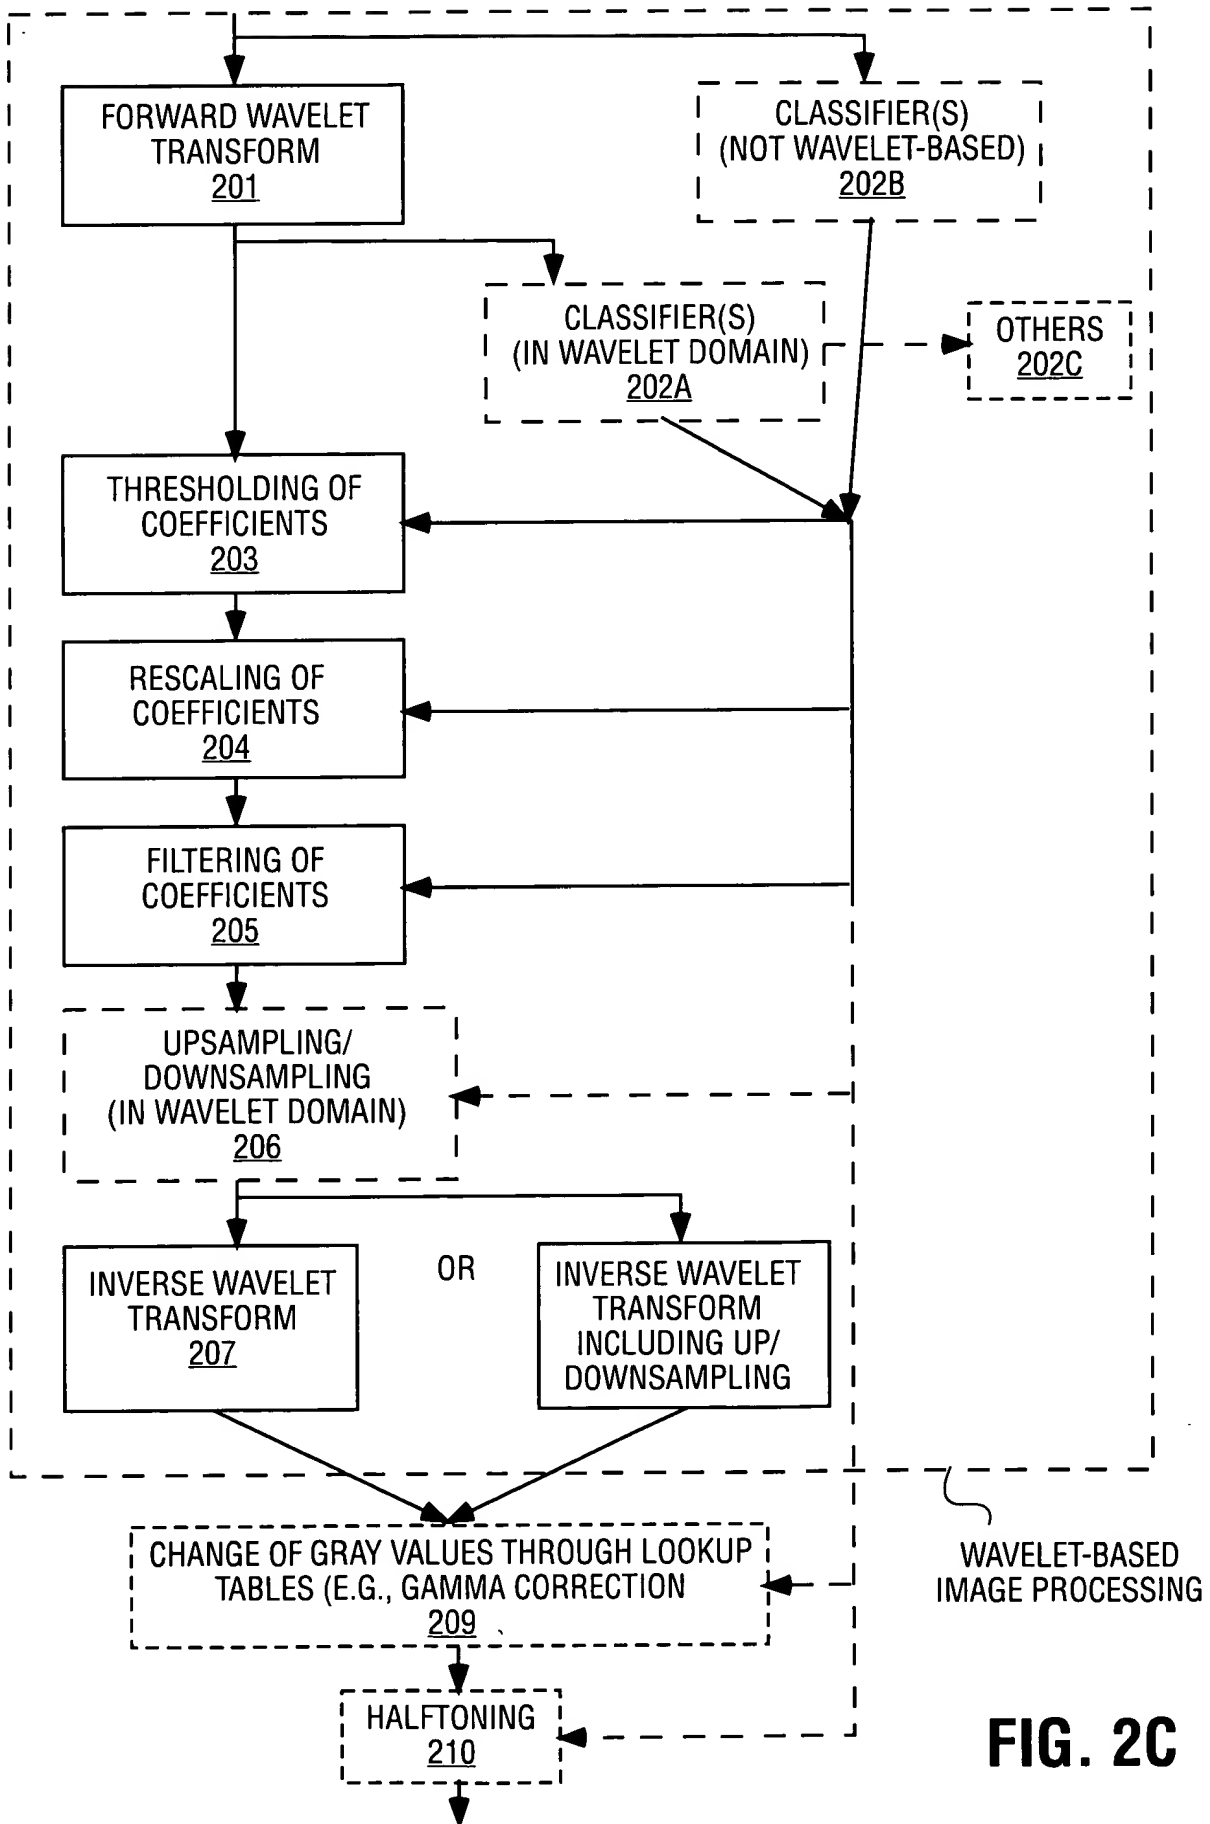 FORWARD WAVELET
TRANSFORM
201
CLASSIFIER(S)
(NOT WAVELET-BASED)
202B
CLASSIFIER(S)
(IN WAVELET DOMAIN)
202A
OTHERS
202C
THRESHOLDING OF
COEFFICIENTS
203
RESCALING OF
COEFFICIENTS
204
FILTERING OF
COEFFICIENTS
205
UPSAMPLING/
DOWNSAMPLING
(IN WAVELET DOMAIN)
206
INVERSE WAVELET
TRANSFORM
207
OR
INVERSE WAVELET
TRANSFORM
INCLUDING UP/
DOWNSAMPLING
CHANGE OF GRAY VALUES THROUGH LOOKUP
TABLES (E.G., GAMMA CORRECTION
209
WAVELET-BASED
IMAGE PROCESSING
HALFTONING
210
FIG. 2C